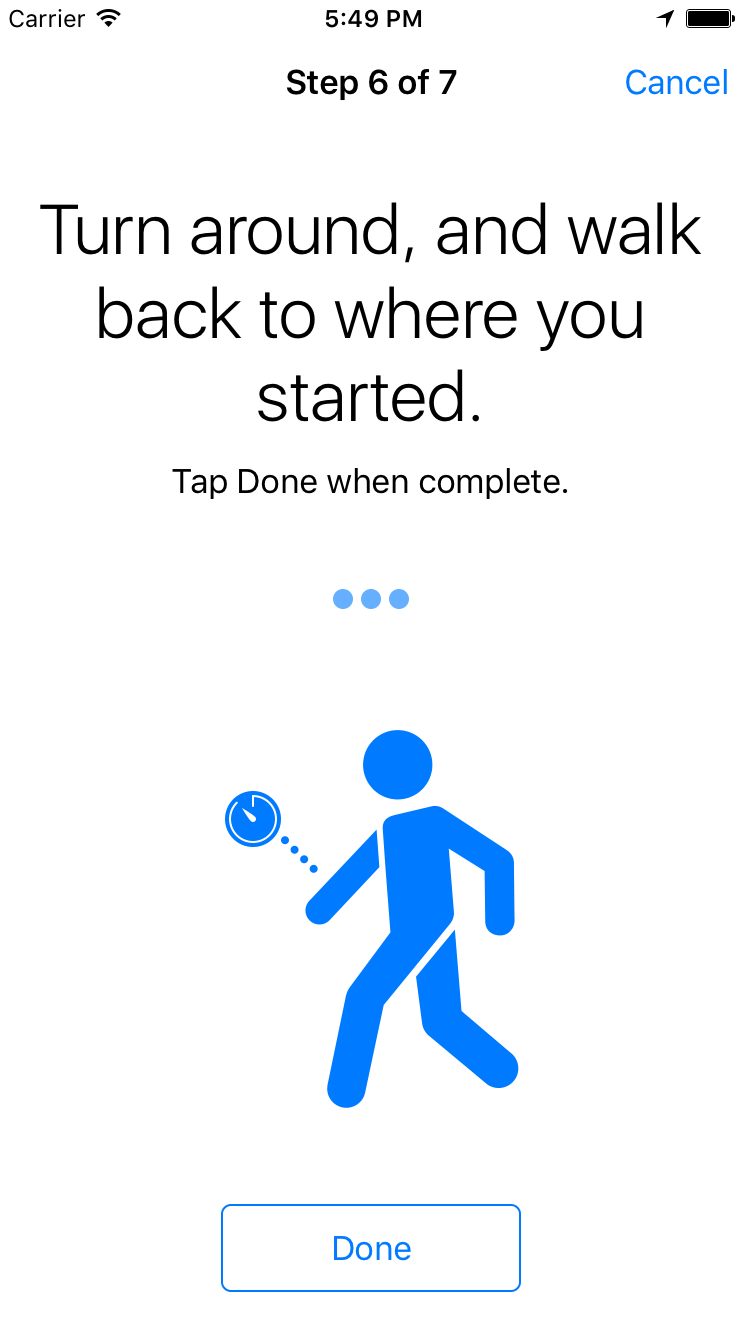 Carrier 5:49 PM
Step 6 of 7 Cancel
Turn around, and walk
back to where you
started.
Tap Done when complete.
Done